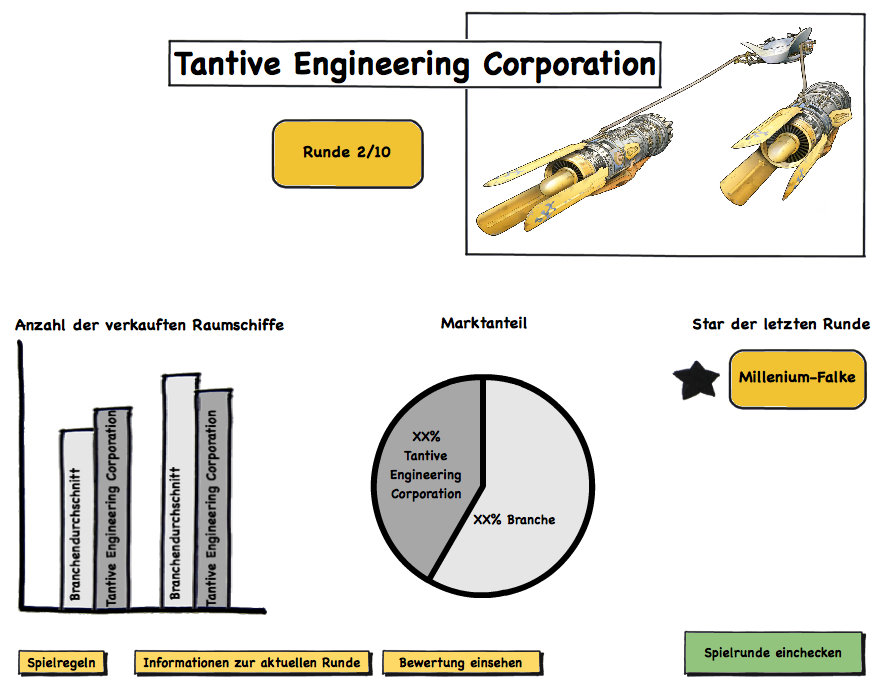 Tantive Engineering Corporation
Runde 2/10
Anzahl der verkauften Raumschiffe
Marktanteil
Star der letzten Runde
Millenium-Falke
Branchendurchschnitt
Tantive Engineering Corporation
Branchendurchschnitt
Tantive Engineering Corporation
XX%
Tantive
Engineering
Corporation
XX% Branche
Spielregeln
Informationen zur aktuellen Runde
Bewertung einsehen
Spielrunde einchecken